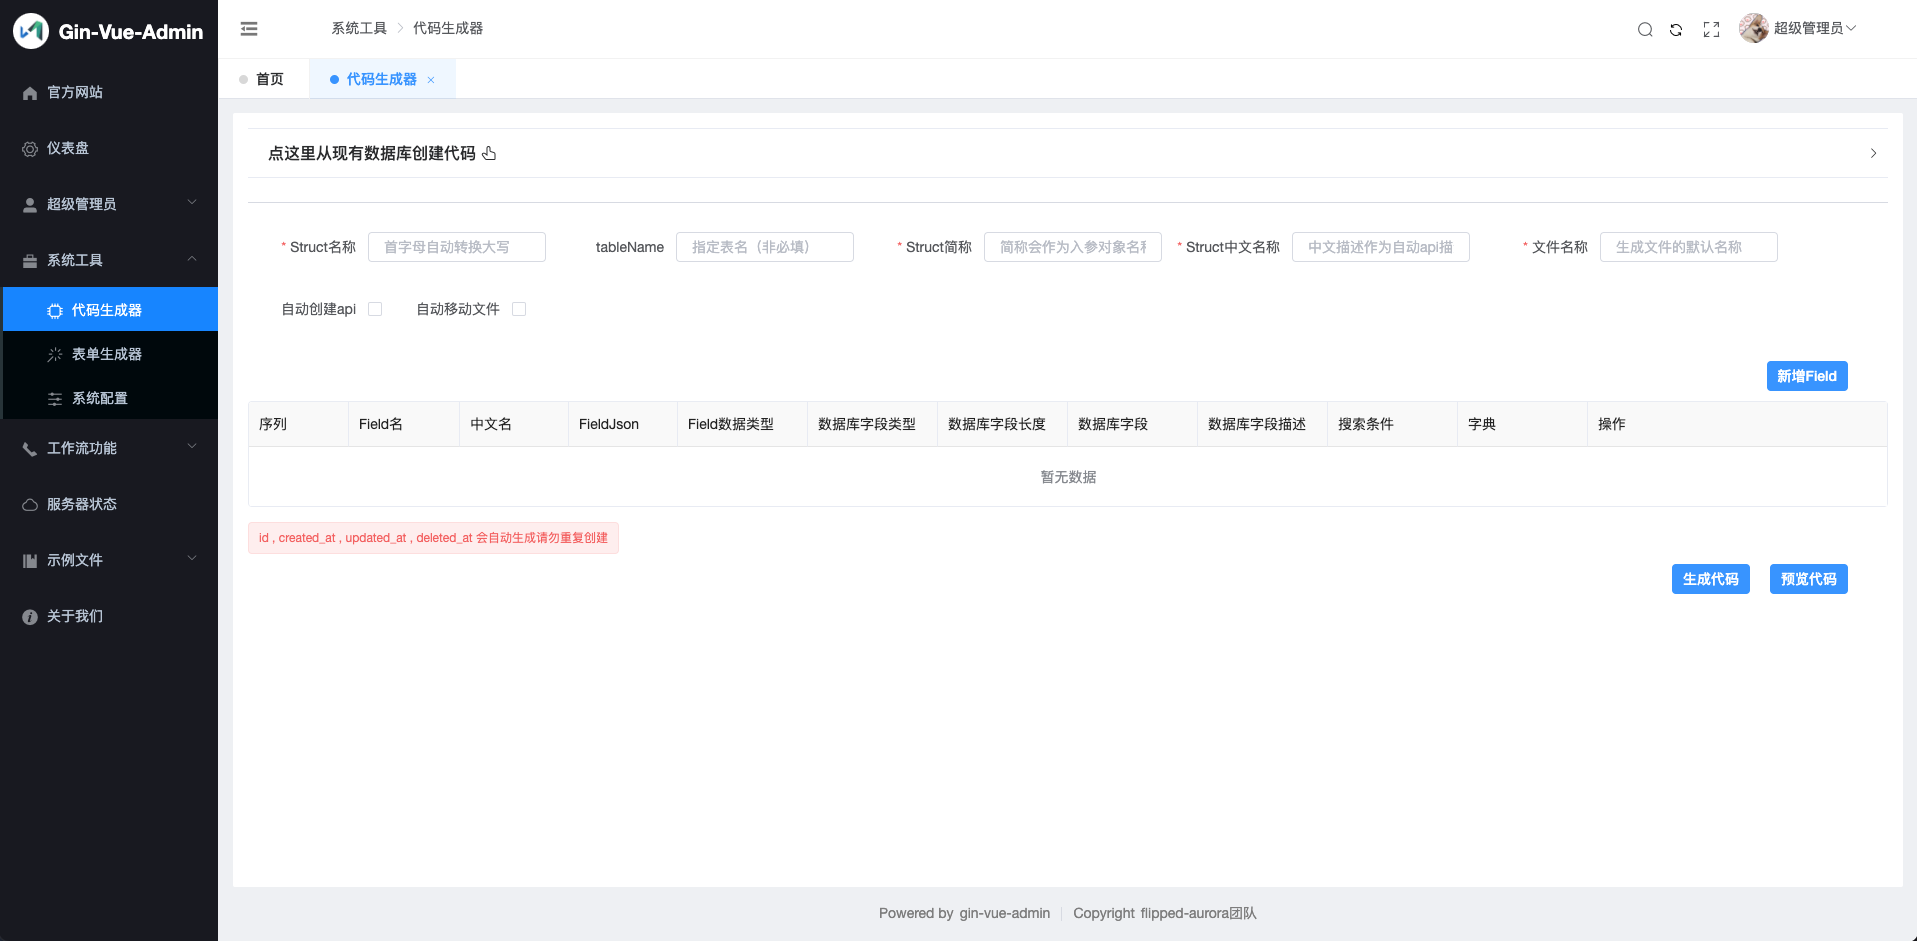 Gin-Vue-Admin
官方网站
仪表盘
超级管理员
系统工具
代码生成器
表单生成器
系统配置
工作流功能
服务器状态
示例文件
关于我们
系统工具 代码生成器
超级管理员
首页 代码生成器
点这里从现有数据库创建代码
* Struct名称 首字母自动转换大写 tableName 指定表名（非必填） * Struct简称 简称会作为入参对象名 * Struct中文名称 中文描述作为自动api描 * 文件名称 生成文件的默认名称
自动创建api 自动移动文件
新增Field
序列 Field名 中文名 FieldJson Field数据类型 数据库字段类型 数据库字段长度 数据库字段 数据库字段描述 搜索条件 字典 操作
暂无数据
id , created_at , updated_at , deleted_at 会自动生成请勿重复创建
生成代码 预览代码
Powered by gin-vue-admin Copyright flipped-aurora团队